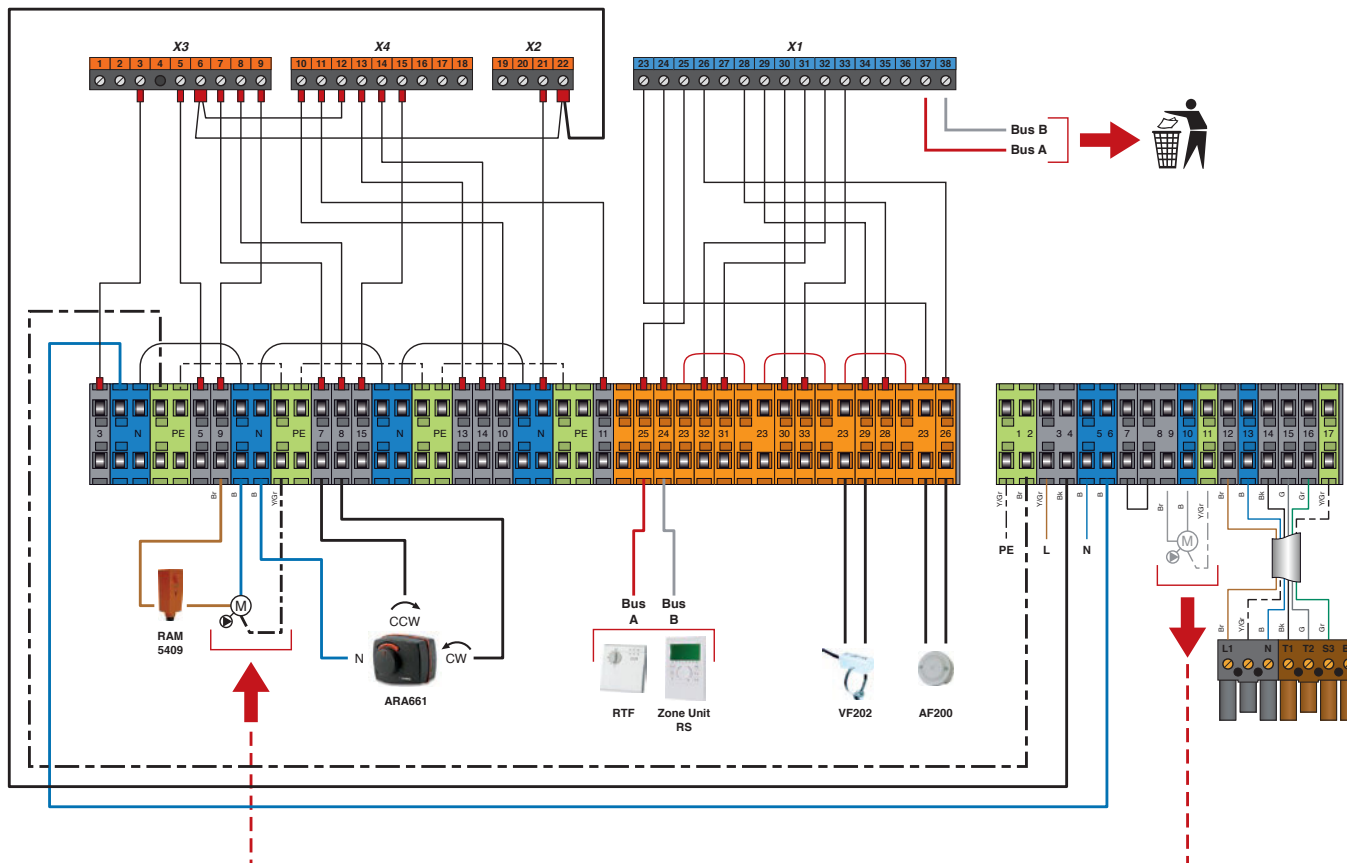 X3 X4 X2 X1
1 2 3 4 5 6 7 8 9 10 11 12 13 14 15 16 17 18 19 20 21 22 23 24 25 26 27 28 29 30 31 32 33 34 35 36 37 38
Bus B
Bus A
3 N PE 5 9 N PE 7 8 15 N PE 13 14 10 N PE 11 25 24 23 32 31 23 30 33 23 29 28 23 26
1 2 3 4 5 6 7 8 9 10 11 12 13 14 15 16 17
Br B B Y/Gr
Y/Gr Br Y/Gr Bk B B Br B Y/Gr Br B Bk G Gr Y/Gr
PE L N
M
M
RAM
5409
CCW
N CW
ARA661
Bus
A
Bus
B
RTF
Zone Unit
RS
VF202
AF200
Br Y/Gr B Bk G Gr
L1 N T1 T2 S3